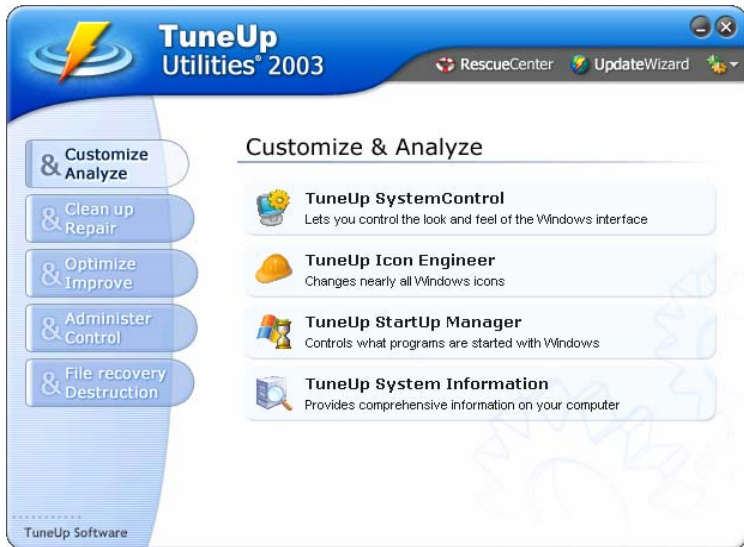 TuneUp
Utilities® 2003
RescueCenter
UpdateWizard
& Customize
Analyze
& Clean up
Repair
& Optimize
Improve
& Administer
Control
& File recovery
Destruction
TuneUp Software
Customize & Analyze
TuneUp SystemControl
Lets you control the look and feel of the Windows interface
TuneUp Icon Engineer
Changes nearly all Windows icons
TuneUp StartUp Manager
Controls what programs are started with Windows
TuneUp System Information
Provides comprehensive information on your computer